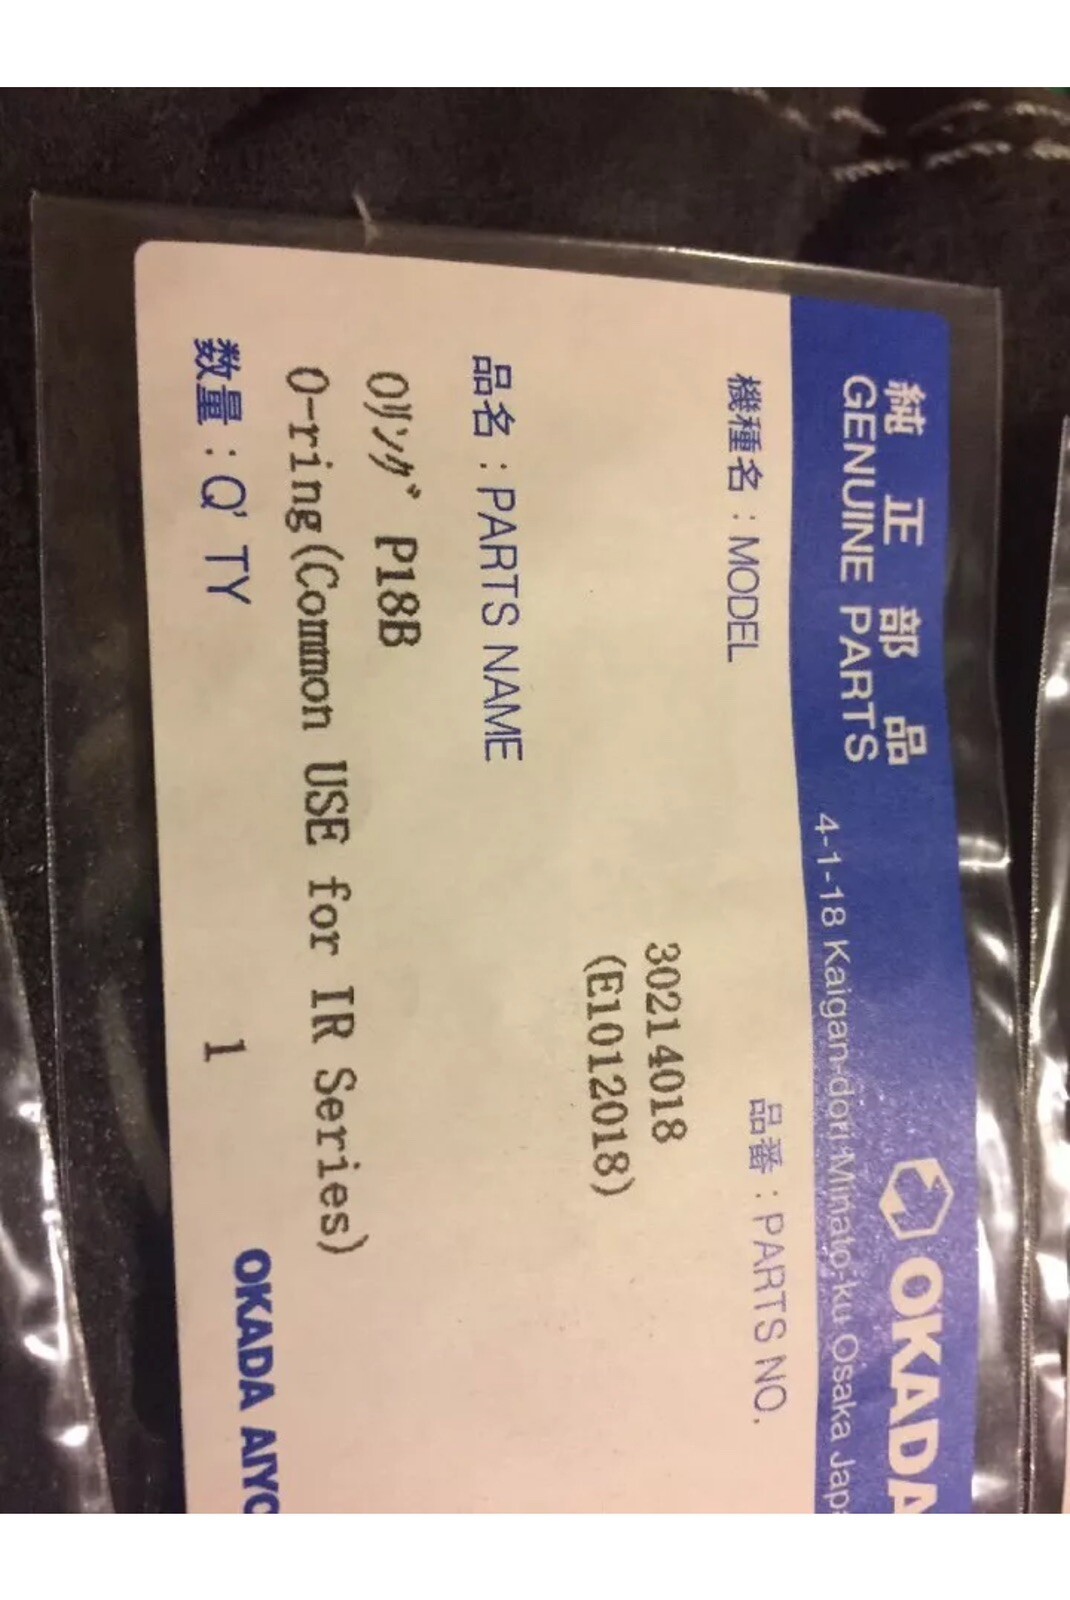 純正部品
GENUINE PARTS
OKADA
4-1-18 Kaigan-dori Minato-ku Osaka
機種名：MODEL
品番：PARTS NO.
30214018
(E1012018)
品名：PARTS NAME
Oﾘﾝｸﾞ P18B
O-ring(Common USE for IR Series)
数量：Q'TY
1
OKADA